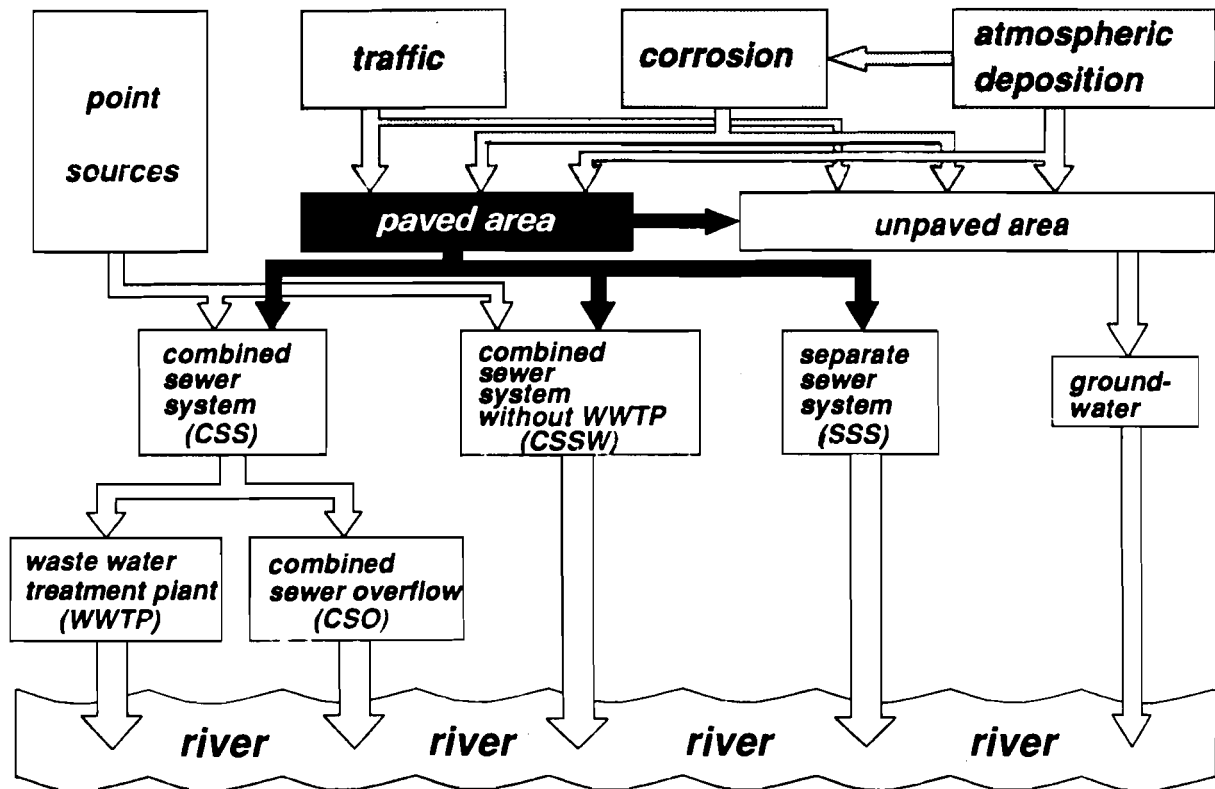 point
sources
traffic
corrosion
atmospheric
deposition
paved area
unpaved area
combined
sewer
system
(CSS)
combined
sewer
system
without WWTP
(CSSW)
separate
sewer
system
(SSS)
ground-
water
waste water
treatment plant
(WWTP)
combined
sewer overflow
(CSO)
river
river
river
river